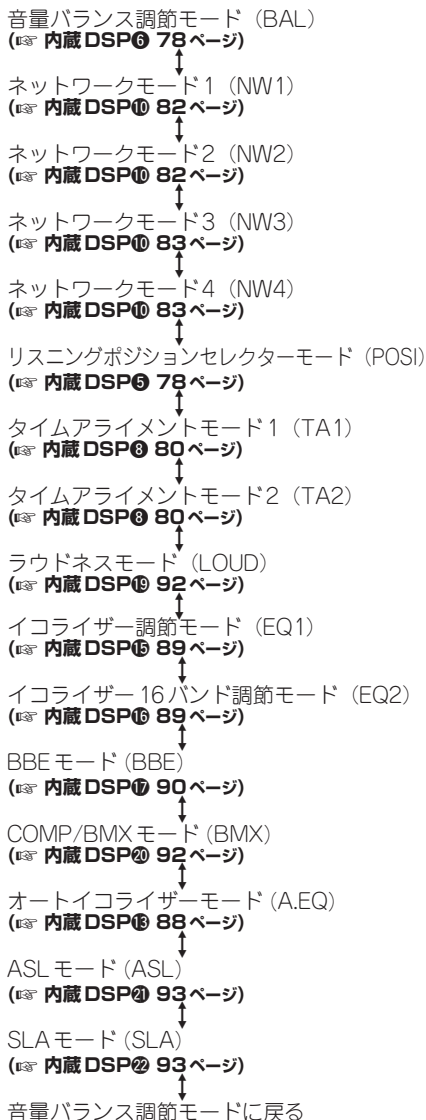 音量バランス調節モード（BAL）
(☞ 内蔵DSP❻ 78ページ)
ネットワークモード1（NW1）
(☞ 内蔵DSP❿ 82ページ)
ネットワークモード2（NW2）
(☞ 内蔵DSP❿ 82ページ)
ネットワークモード3（NW3）
(☞ 内蔵DSP❿ 83ページ)
ネットワークモード4（NW4）
(☞ 内蔵DSP❿ 83ページ)
リスニングポジションセレクターモード（POSI）
(☞ 内蔵DSP❺ 78ページ)
タイムアライメントモード1（TA1）
(☞ 内蔵DSP❽ 80ページ)
タイムアライメントモード2（TA2）
(☞ 内蔵DSP❽ 80ページ)
ラウドネスモード（LOUD）
(☞ 内蔵DSP⓳ 92ページ)
イコライザー調節モード（EQ1）
(☞ 内蔵DSP⓯ 89ページ)
イコライザー16バンド調節モード（EQ2）
(☞ 内蔵DSP⓰ 89ページ)
BBEモード(BBE)
(☞ 内蔵DSP⓱ 90ページ)
COMP/BMXモード(BMX)
(☞ 内蔵DSP⓴ 92ページ)
オートイコライザーモード(A.EQ)
(☞ 内蔵DSP⓭ 88ページ)
ASLモード(ASL)
(☞ 内蔵DSP㉑ 93ページ)
SLAモード(SLA)
(☞ 内蔵DSP㉒ 93ページ)
音量バランス調節モードに戻る